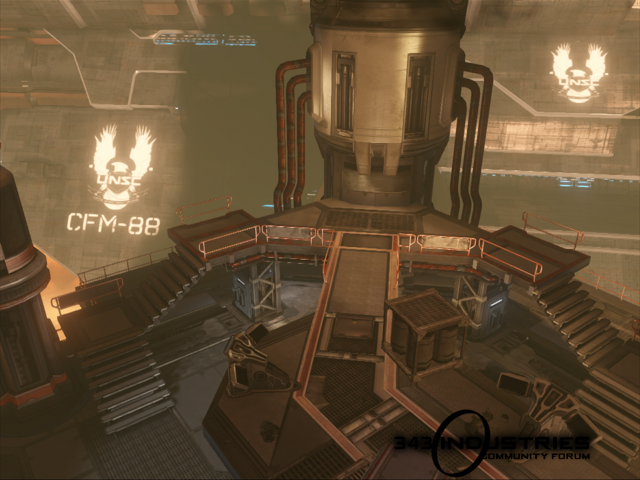 UNSC
UNSC
CFM-88
343 INDUSTRIES
COMMUNITY FORUM